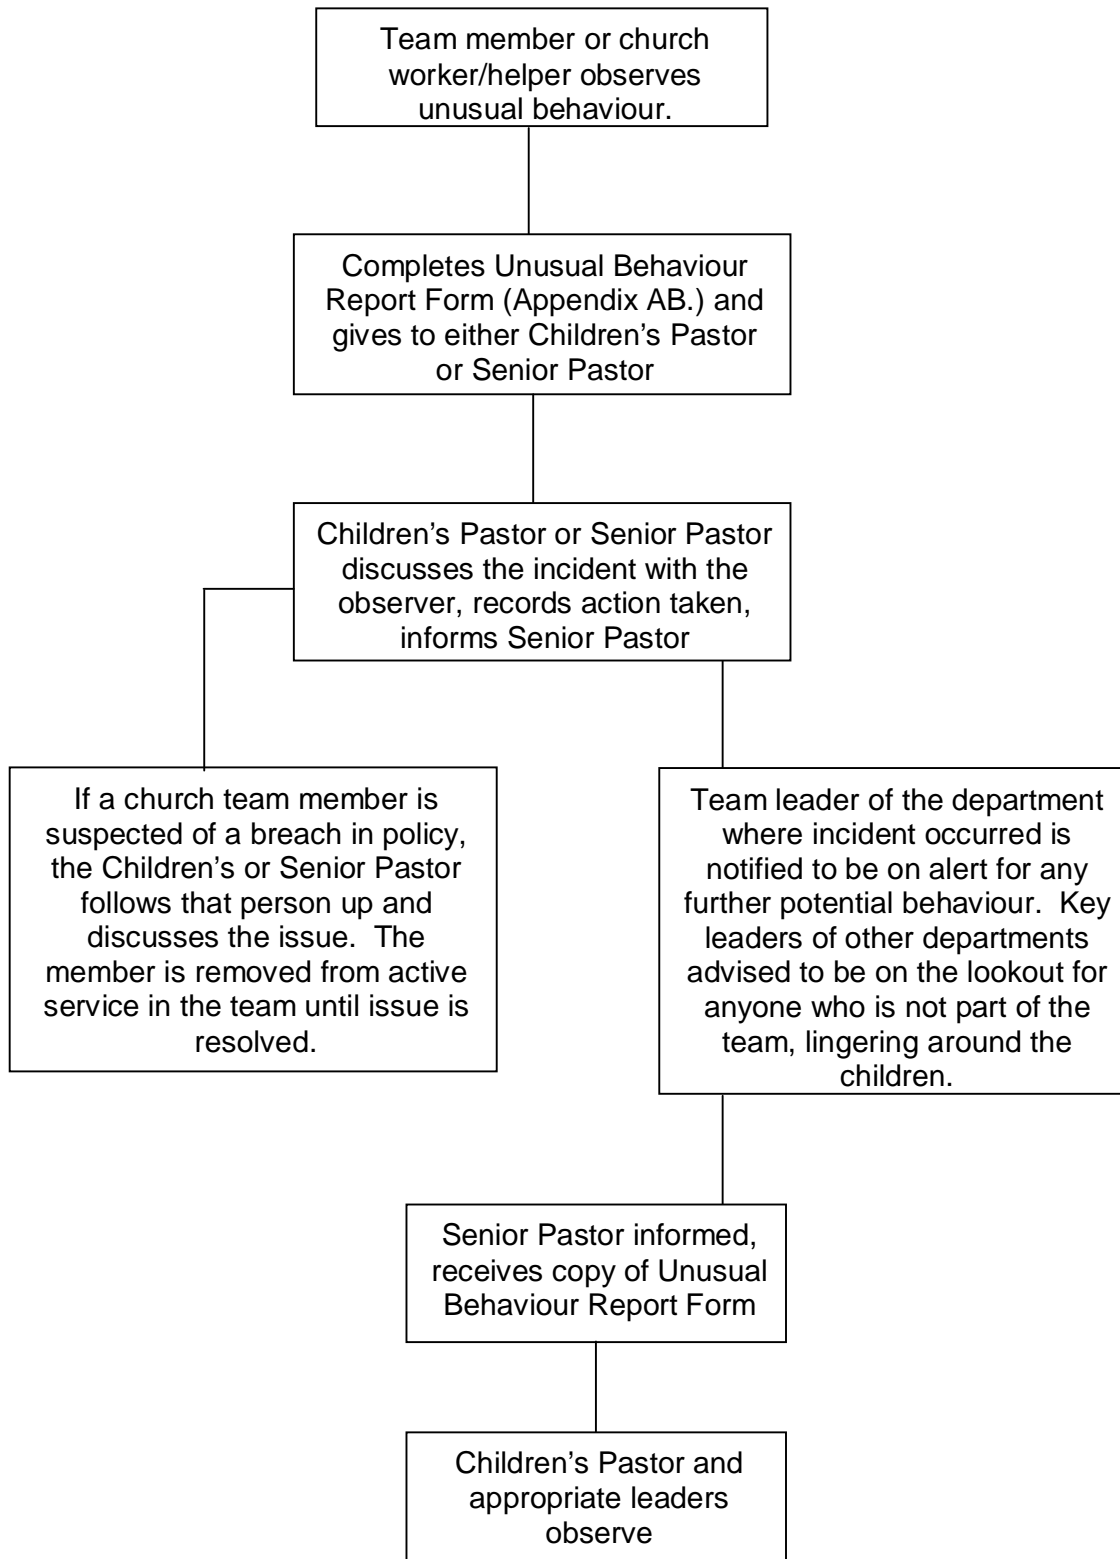 Team member or church
worker/helper observes
unusual behaviour.
Completes Unusual Behaviour
Report Form (Appendix AB.) and
gives to either Children’s Pastor
or Senior Pastor
Children’s Pastor or Senior Pastor
discusses the incident with the
observer, records action taken,
informs Senior Pastor
If a church team member is
suspected of a breach in policy,
the Children’s or Senior Pastor
follows that person up and
discusses the issue.  The
member is removed from active
service in the team until issue is
resolved.
Team leader of the department
where incident occurred is
notified to be on alert for any
further potential behaviour.  Key
leaders of other departments
advised to be on the lookout for
anyone who is not part of the
team, lingering around the
children.
Senior Pastor informed,
receives copy of Unusual
Behaviour Report Form
Children’s Pastor and
appropriate leaders
observe